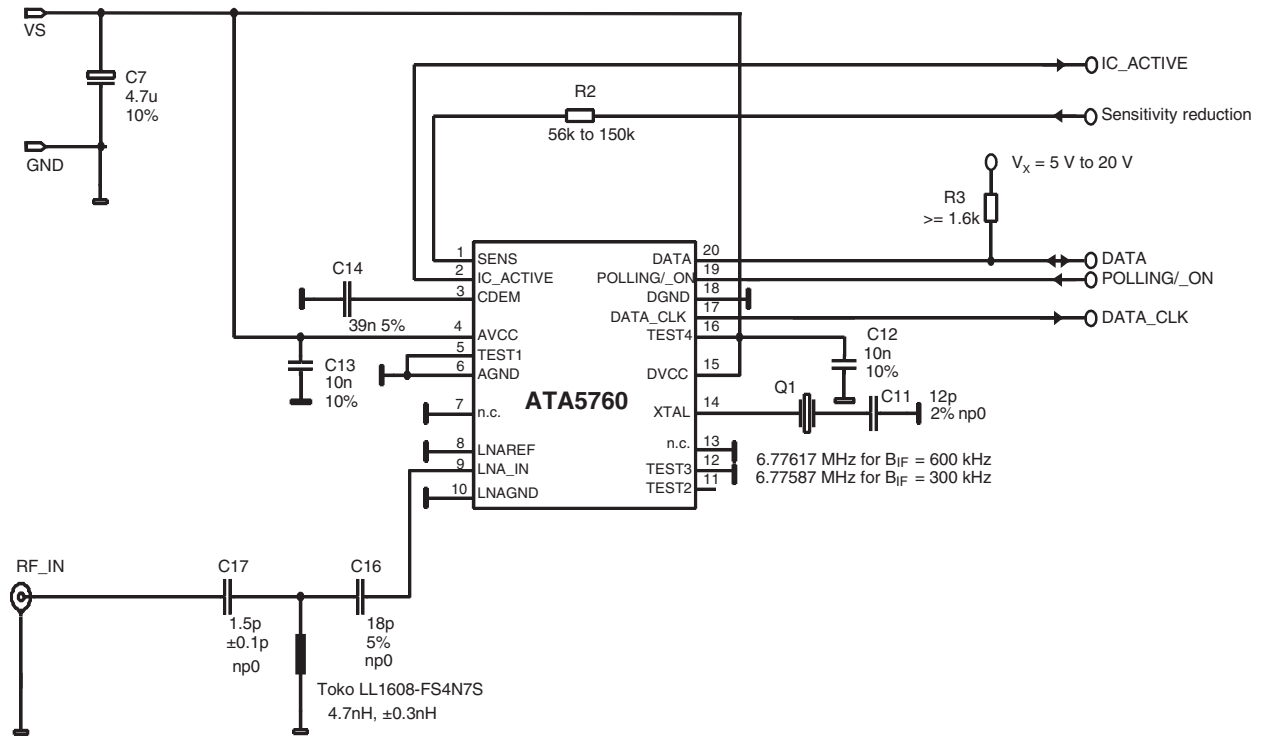 VS
C7
4.7u
10%
GND
IC_ACTIVE
R2
56k to 150k
Sensitivity reduction
Vx = 5 V to 20 V
R3
>= 1.6k
C14
39n 5%
C13
10n
10%
1 SENS
2 IC_ACTIVE
3 CDEM
4 AVCC
5 TEST1
6 AGND
7 n.c.
8 LNAREF
9 LNA_IN
10 LNAGND
ATA5760
DATA 20
POLLING/_ON 19
DGND 18
DATA_CLK 17
TEST4 16
DVCC 15
XTAL 14
n.c. 13
TEST3 12
TEST2 11
DATA
POLLING/_ON
DATA_CLK
C12
10n
10%
Q1
C11
12p
2% np0
6.77617 MHz for BIF = 600 kHz
6.77587 MHz for BIF = 300 kHz
RF_IN
C17
1.5p
±0.1p
np0
C16
18p
5%
np0
Toko LL1608-FS4N7S
4.7nH, ±0.3nH